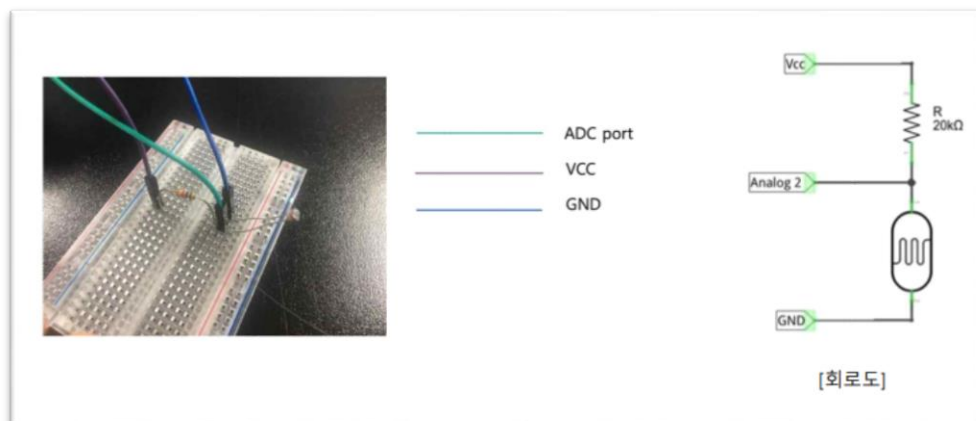 ADC port
VCC
GND
Vcc
R
20kΩ
Analog 2
GND
[회로도]